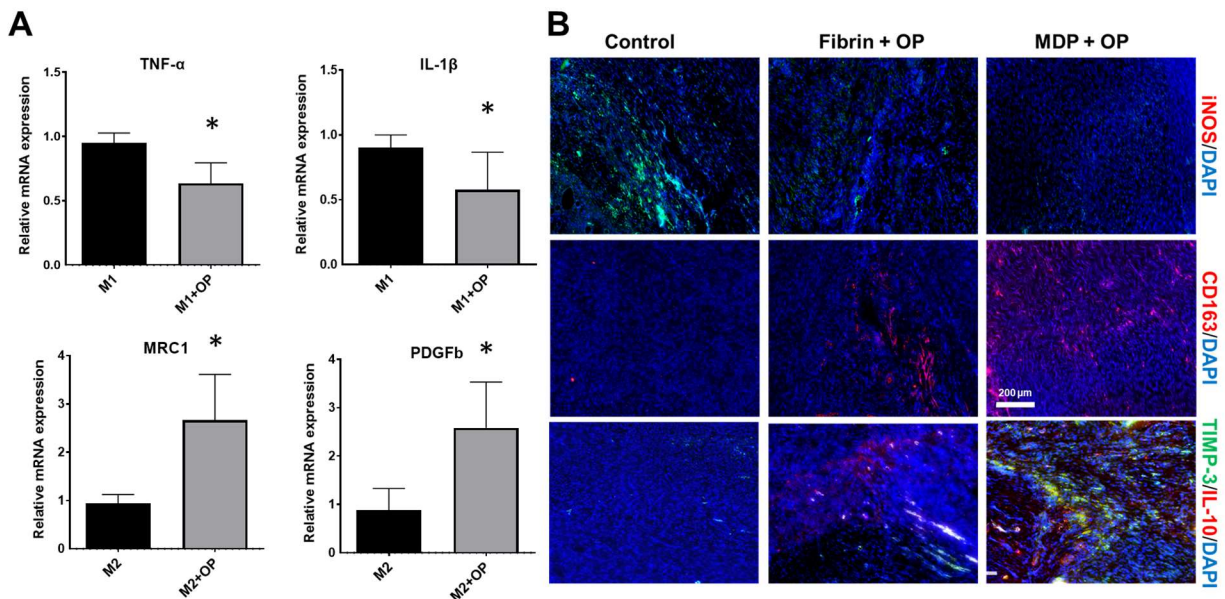 A
TNF-α
Relative mRNA expression
1.5
1.0
0.5
0.0
M1
M1+OP
*
IL-1β
Relative mRNA expression
1.5
1.0
0.5
0.0
M1
M1+OP
*
MRC1
Relative mRNA expression
4
3
2
1
0
M2
M2+OP
*
PDGFb
Relative mRNA expression
4
3
2
1
0
M2
M2+OP
*
B
Control
Fibrin + OP
MDP + OP
iNOS/DAPI
CD163/DAPI
200 µm
TIMP-3/IL-10/DAPI